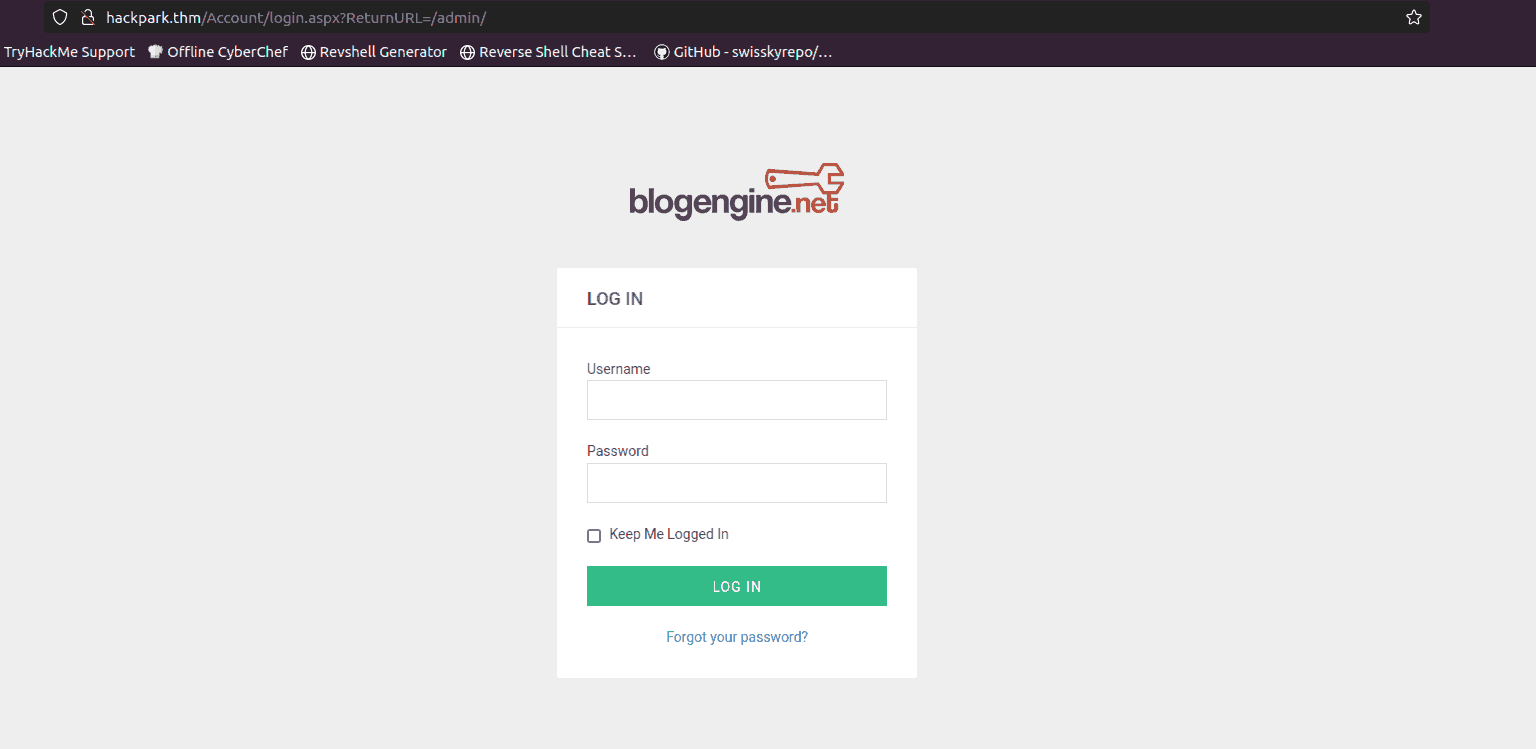 hackpark.thm/Account/login.aspx?ReturnURL=/admin/
TryHackMe Support Offline CyberChef Revshell Generator Reverse Shell Cheat S... GitHub - swisskyrepo/...
blogengine.net
LOG IN
Username
Password
Keep Me Logged In
LOG IN
Forgot your password?